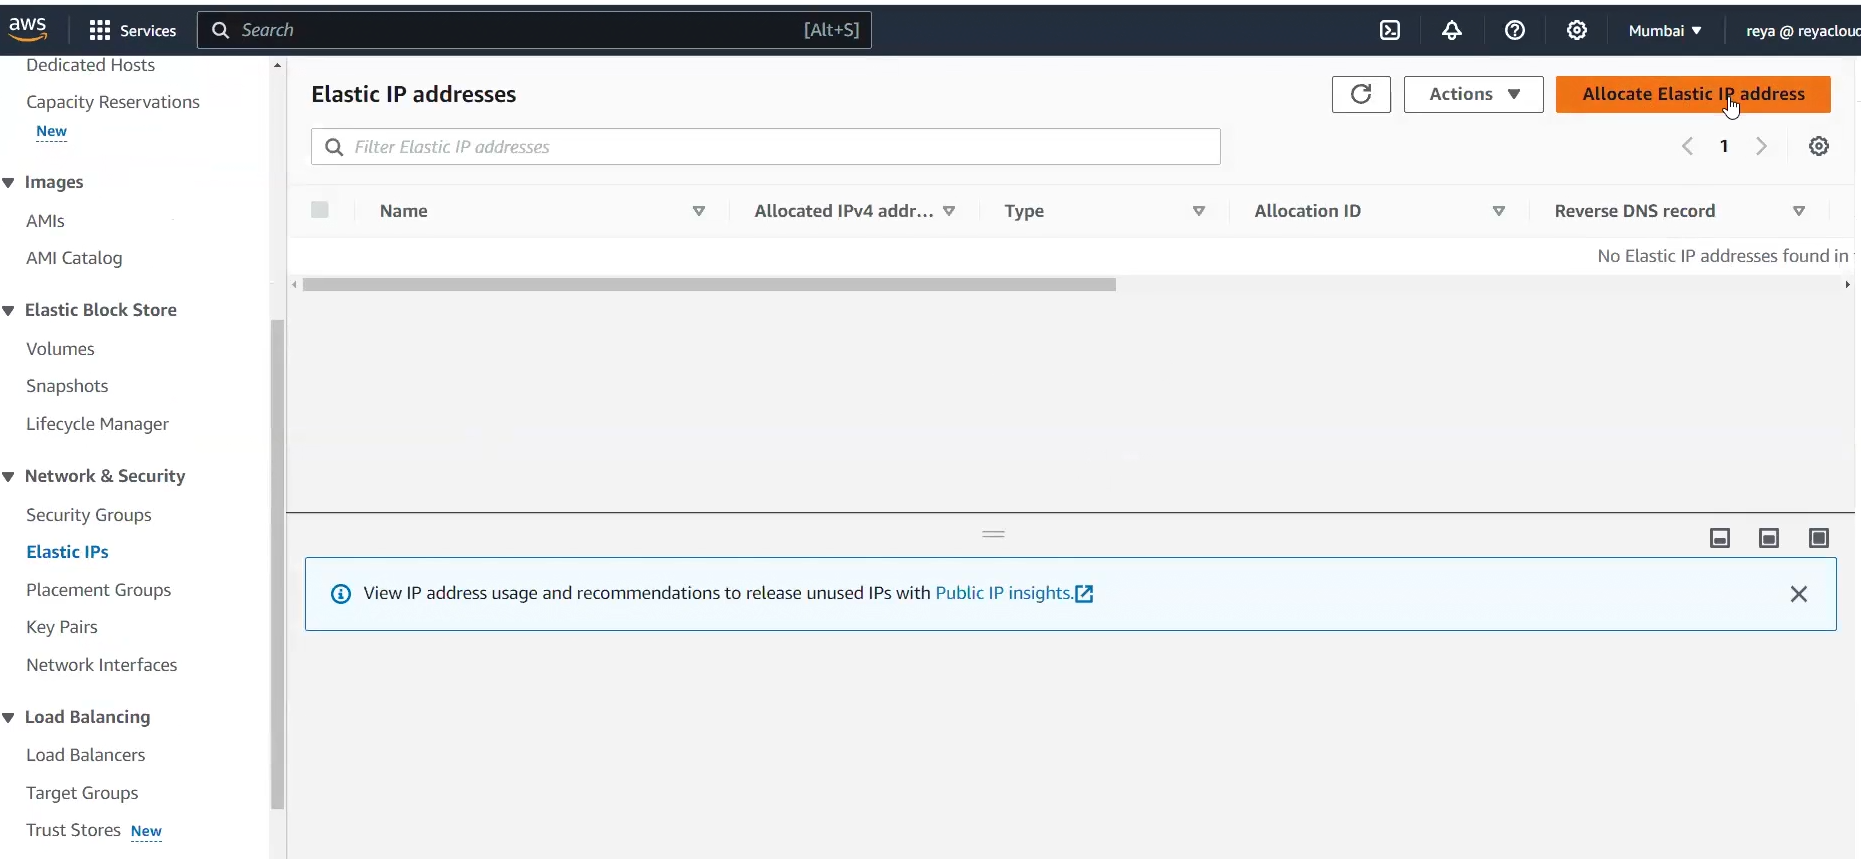 aws
Services
Search
[Alt+S]
Mumbai
reya @ reyacloud
Dedicated Hosts
Capacity Reservations
New
Images
AMIs
AMI Catalog
Elastic Block Store
Volumes
Snapshots
Lifecycle Manager
Network & Security
Security Groups
Elastic IPs
Placement Groups
Key Pairs
Network Interfaces
Load Balancing
Load Balancers
Target Groups
Trust Stores New
Elastic IP addresses
Actions
Allocate Elastic IP address
Filter Elastic IP addresses
1
Name
Allocated IPv4 addr...
Type
Allocation ID
Reverse DNS record
No Elastic IP addresses found in
View IP address usage and recommendations to release unused IPs with Public IP insights.